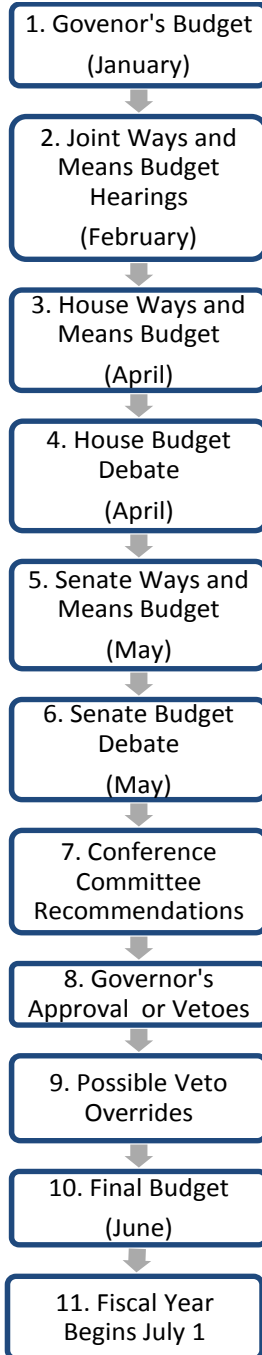 1. Govenor's Budget
(January)
2. Joint Ways and
Means Budget
Hearings
(February)
3. House Ways and
Means Budget
(April)
4. House Budget
Debate
(April)
5. Senate Ways and
Means Budget
(May)
6. Senate Budget
Debate
(May)
7. Conference
Committee
Recommendations
8. Governor's
Approval or Vetoes
9. Possible Veto
Overrides
10. Final Budget
(June)
11. Fiscal Year
Begins July 1